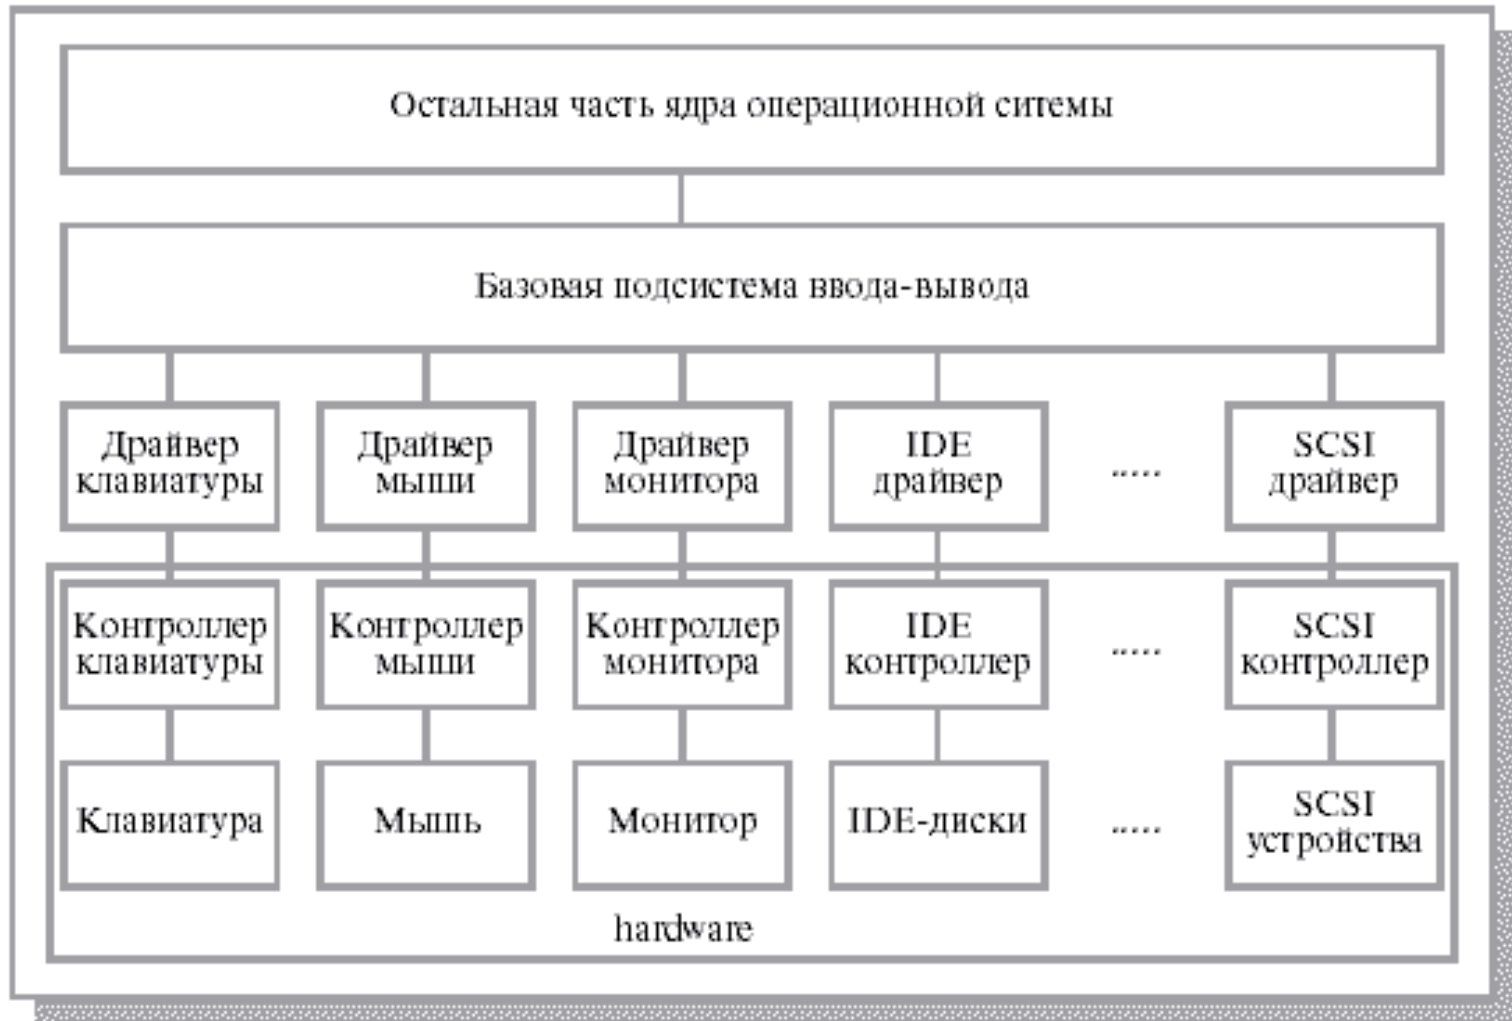 Остальная часть ядра операционной ситемы
Базовая подсистема ввода-вывода
Драйвер
клавиатуры
Драйвер
мыши
Драйвер
монитора
IDE
драйвер
.....
SCSI
драйвер
Контроллер
клавиатуры
Контроллер
мыши
Контроллер
монитора
IDE
контроллер
.....
SCSI
контроллер
Клавиатура
Мышь
Монитор
IDE-диски
.....
SCSI
устройства
hardware